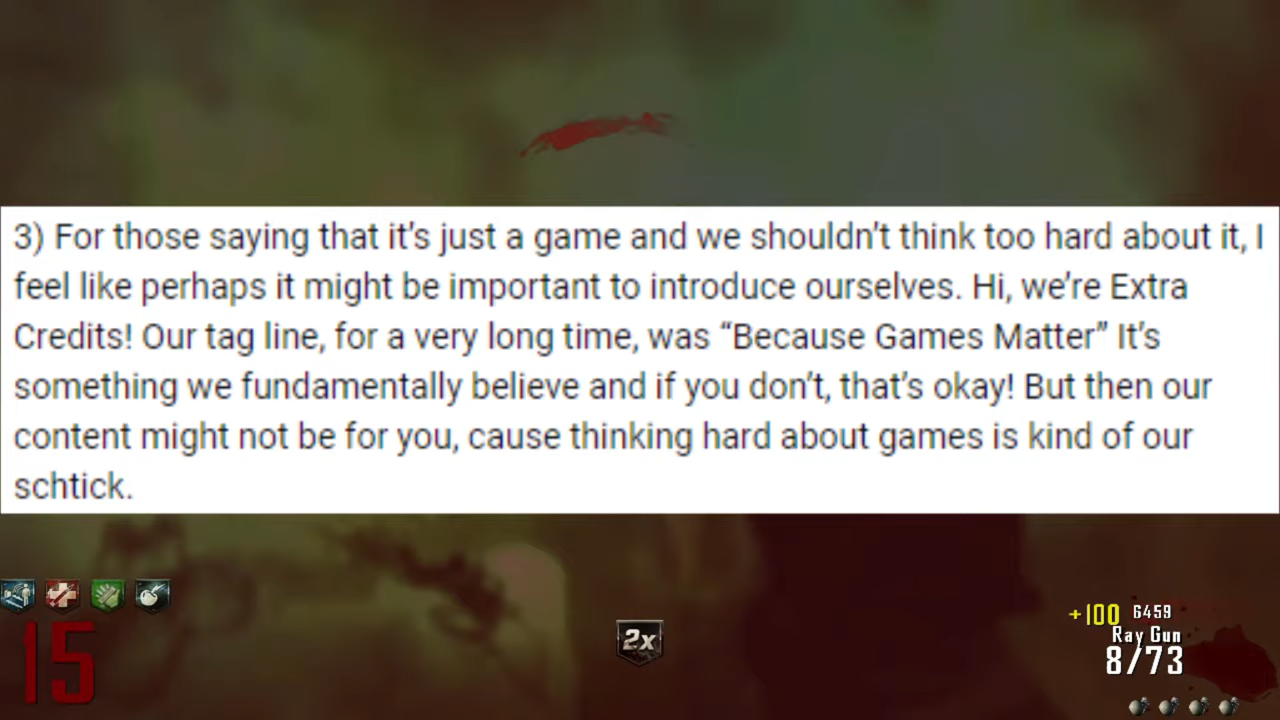 3) For those saying that it’s just a game and we shouldn’t think too hard about it, I
feel like perhaps it might be important to introduce ourselves. Hi, we’re Extra
Credits! Our tag line, for a very long time, was “Because Games Matter” It’s
something we fundamentally believe and if you don’t, that’s okay! But then our
content might not be for you, cause thinking hard about games is kind of our
schtick.
+100 6459
Ray Gun
2x
8/73
15